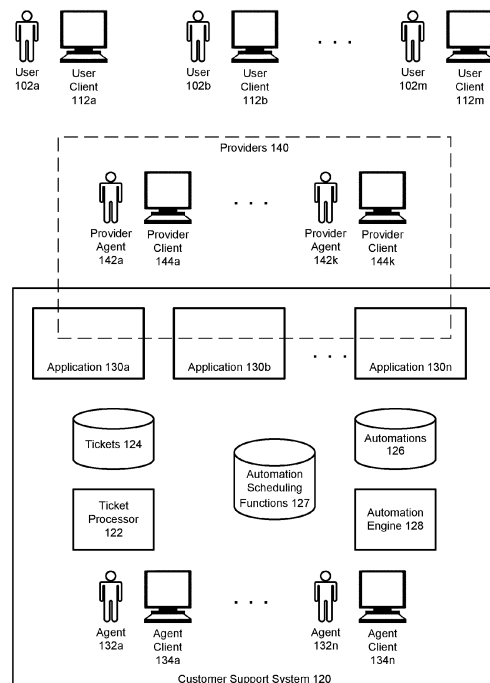 User
102a
User
Client
112a
User
102b
User
Client
112b
. . .
User
102m
User
Client
112m
Providers 140
Provider
Agent
142a
Provider
Client
144a
. . .
Provider
Agent
142k
Provider
Client
144k
Application 130a
Application 130b
. . .
Application 130n
Tickets 124
Automations
126
Automation
Scheduling
Functions 127
Ticket
Processor
122
Automation
Engine 128
Agent
132a
Agent
Client
134a
. . .
Agent
132n
Agent
Client
134n
Customer Support System 120